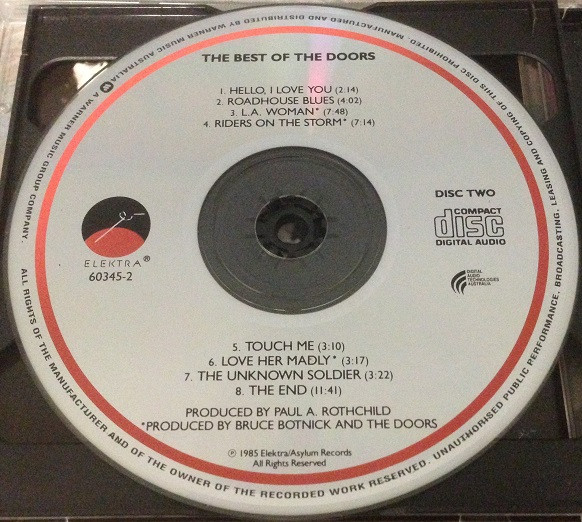 THE BEST OF THE DOORS
1. HELLO, I LOVE YOU (2:14)
2. ROADHOUSE BLUES (4:02)
3. L.A. WOMAN* (7:48)
4. RIDERS ON THE STORM* (7:14)
DISC TWO
COMPACT
disc
DIGITAL AUDIO
ELEKTRA®
60345-2
DIGITAL
AUDIO
TECHNOLOGIES
AUSTRALIA
5. TOUCH ME (3:10)
6. LOVE HER MADLY* (3:17)
7. THE UNKNOWN SOLDIER (3:22)
8. THE END (11:41)
PRODUCED BY PAUL A. ROTHCHILD
*PRODUCED BY BRUCE BOTNICK AND THE DOORS
℗ 1985 Elektra/Asylum Records
All Rights Reserved
ALL RIGHTS OF THE MANUFACTURER AND OF THE OWNER OF THE RECORDED WORK RESERVED. UNAUTHORISED PUBLIC PERFORMANCE, BROADCASTING, LEASING AND COPYING OF THIS DISC PROHIBITED. MANUFACTURED AND DISTRIBUTED BY WARNER MUSIC AUSTRALIA A WARNER MUSIC GROUP COMPANY.